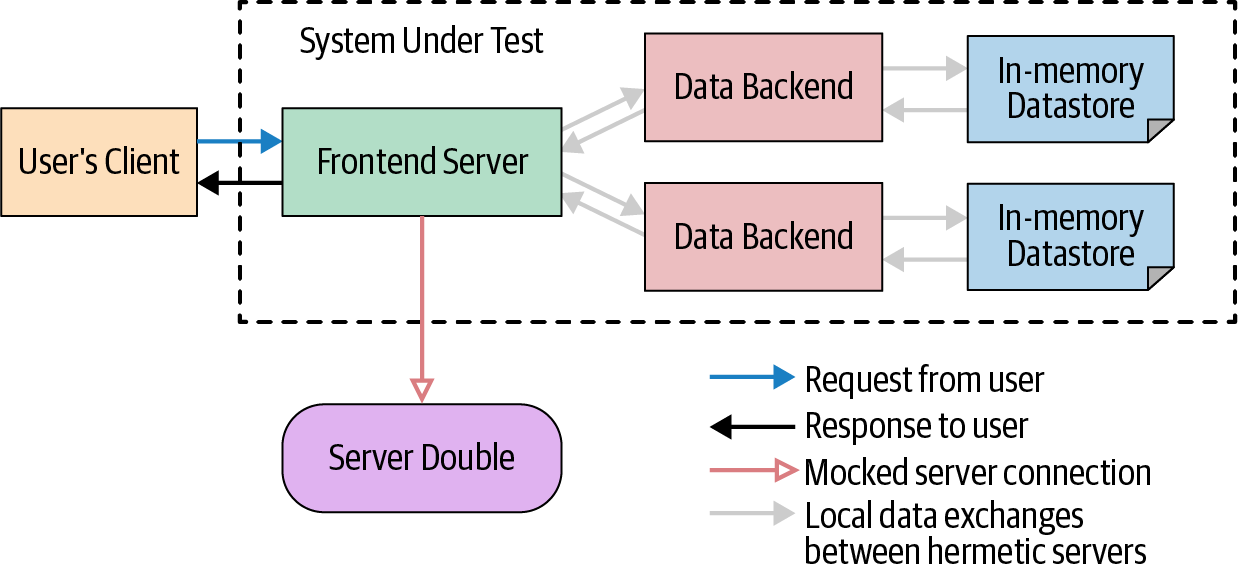 System Under Test
User's Client
Frontend Server
Data Backend
In-memory
Datastore
Data Backend
In-memory
Datastore
Server Double
Request from user
Response to user
Mocked server connection
Local data exchanges
between hermetic servers